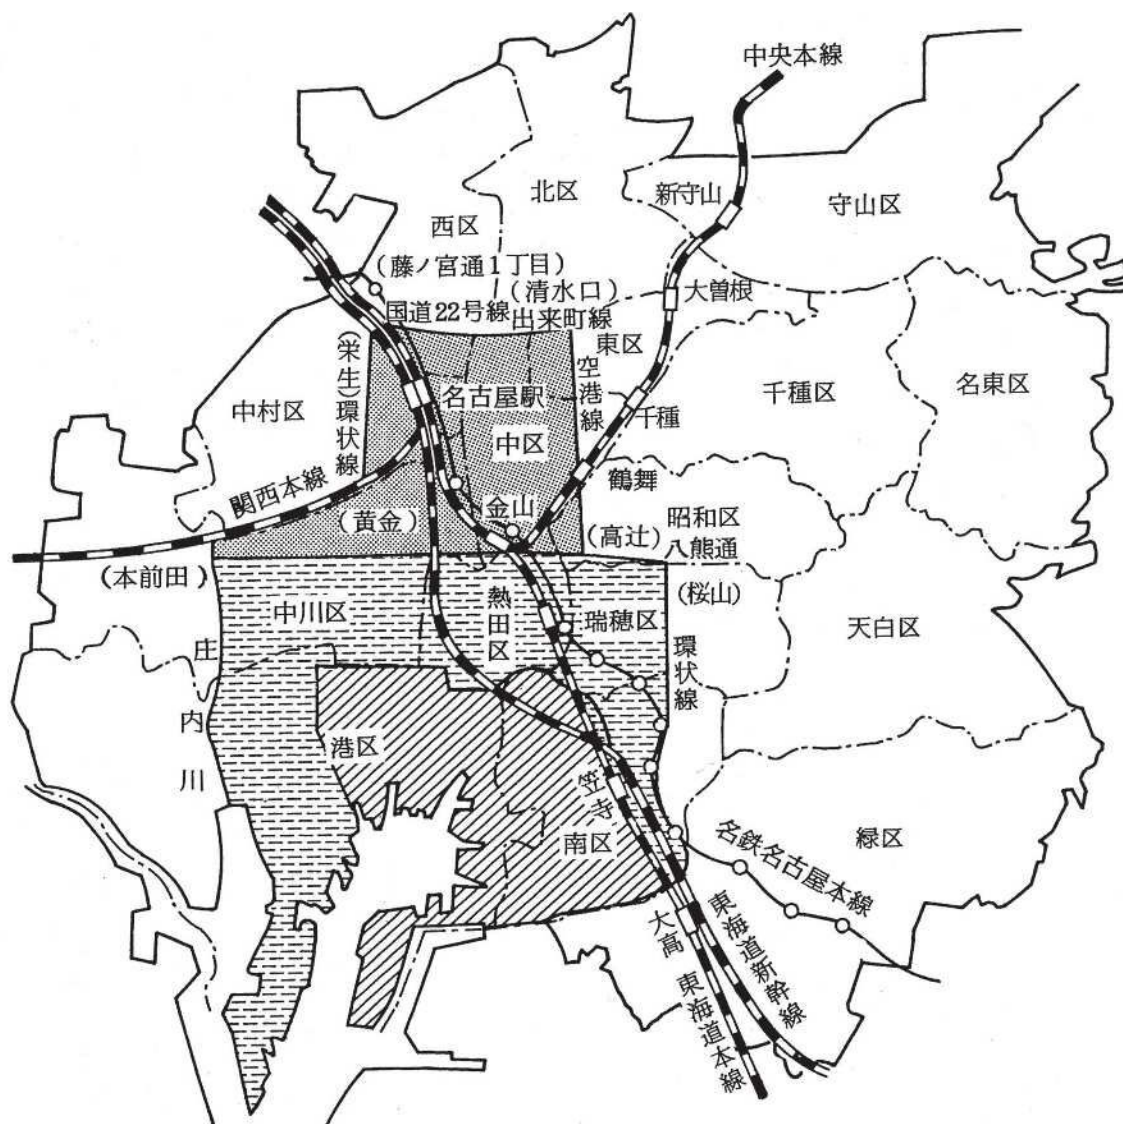 中央本線
北区
新守山
守山区
西区
(藤ノ宮通1丁目)
(清水口)
大曽根
国道22号線
出来町線
東区
(栄生)環状線
空港線
名古屋駅
千種区
名東区
中村区
千種
中区
関西本線
鶴舞
金山
(黄金)
昭和区
(高辻)
八熊通
(本前田)
(桜山)
中川区
熱田区
瑞穂区
天白区
庄内川
環状線
港区
笠寺
南区
緑区
名鉄名古屋本線
大高
東海道新幹線
東海道本線